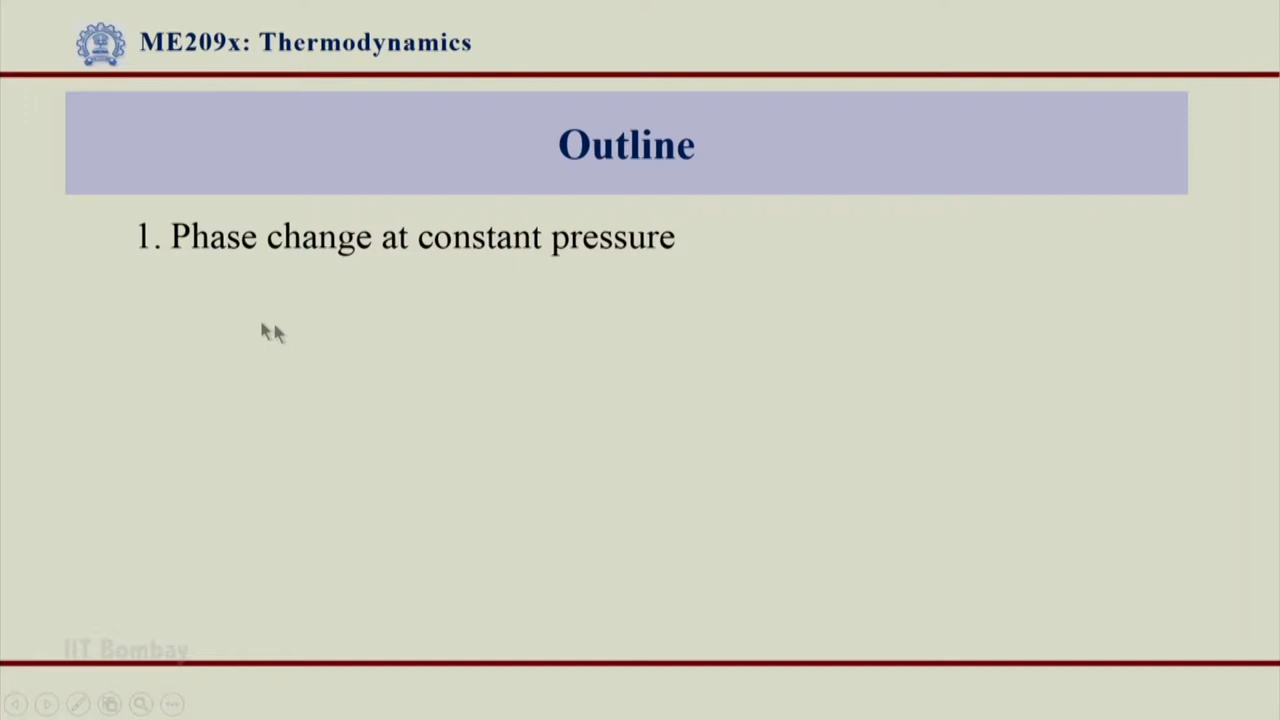 ME209x: Thermodynamics
Outline
1. Phase change at constant pressure
IIT Bombay